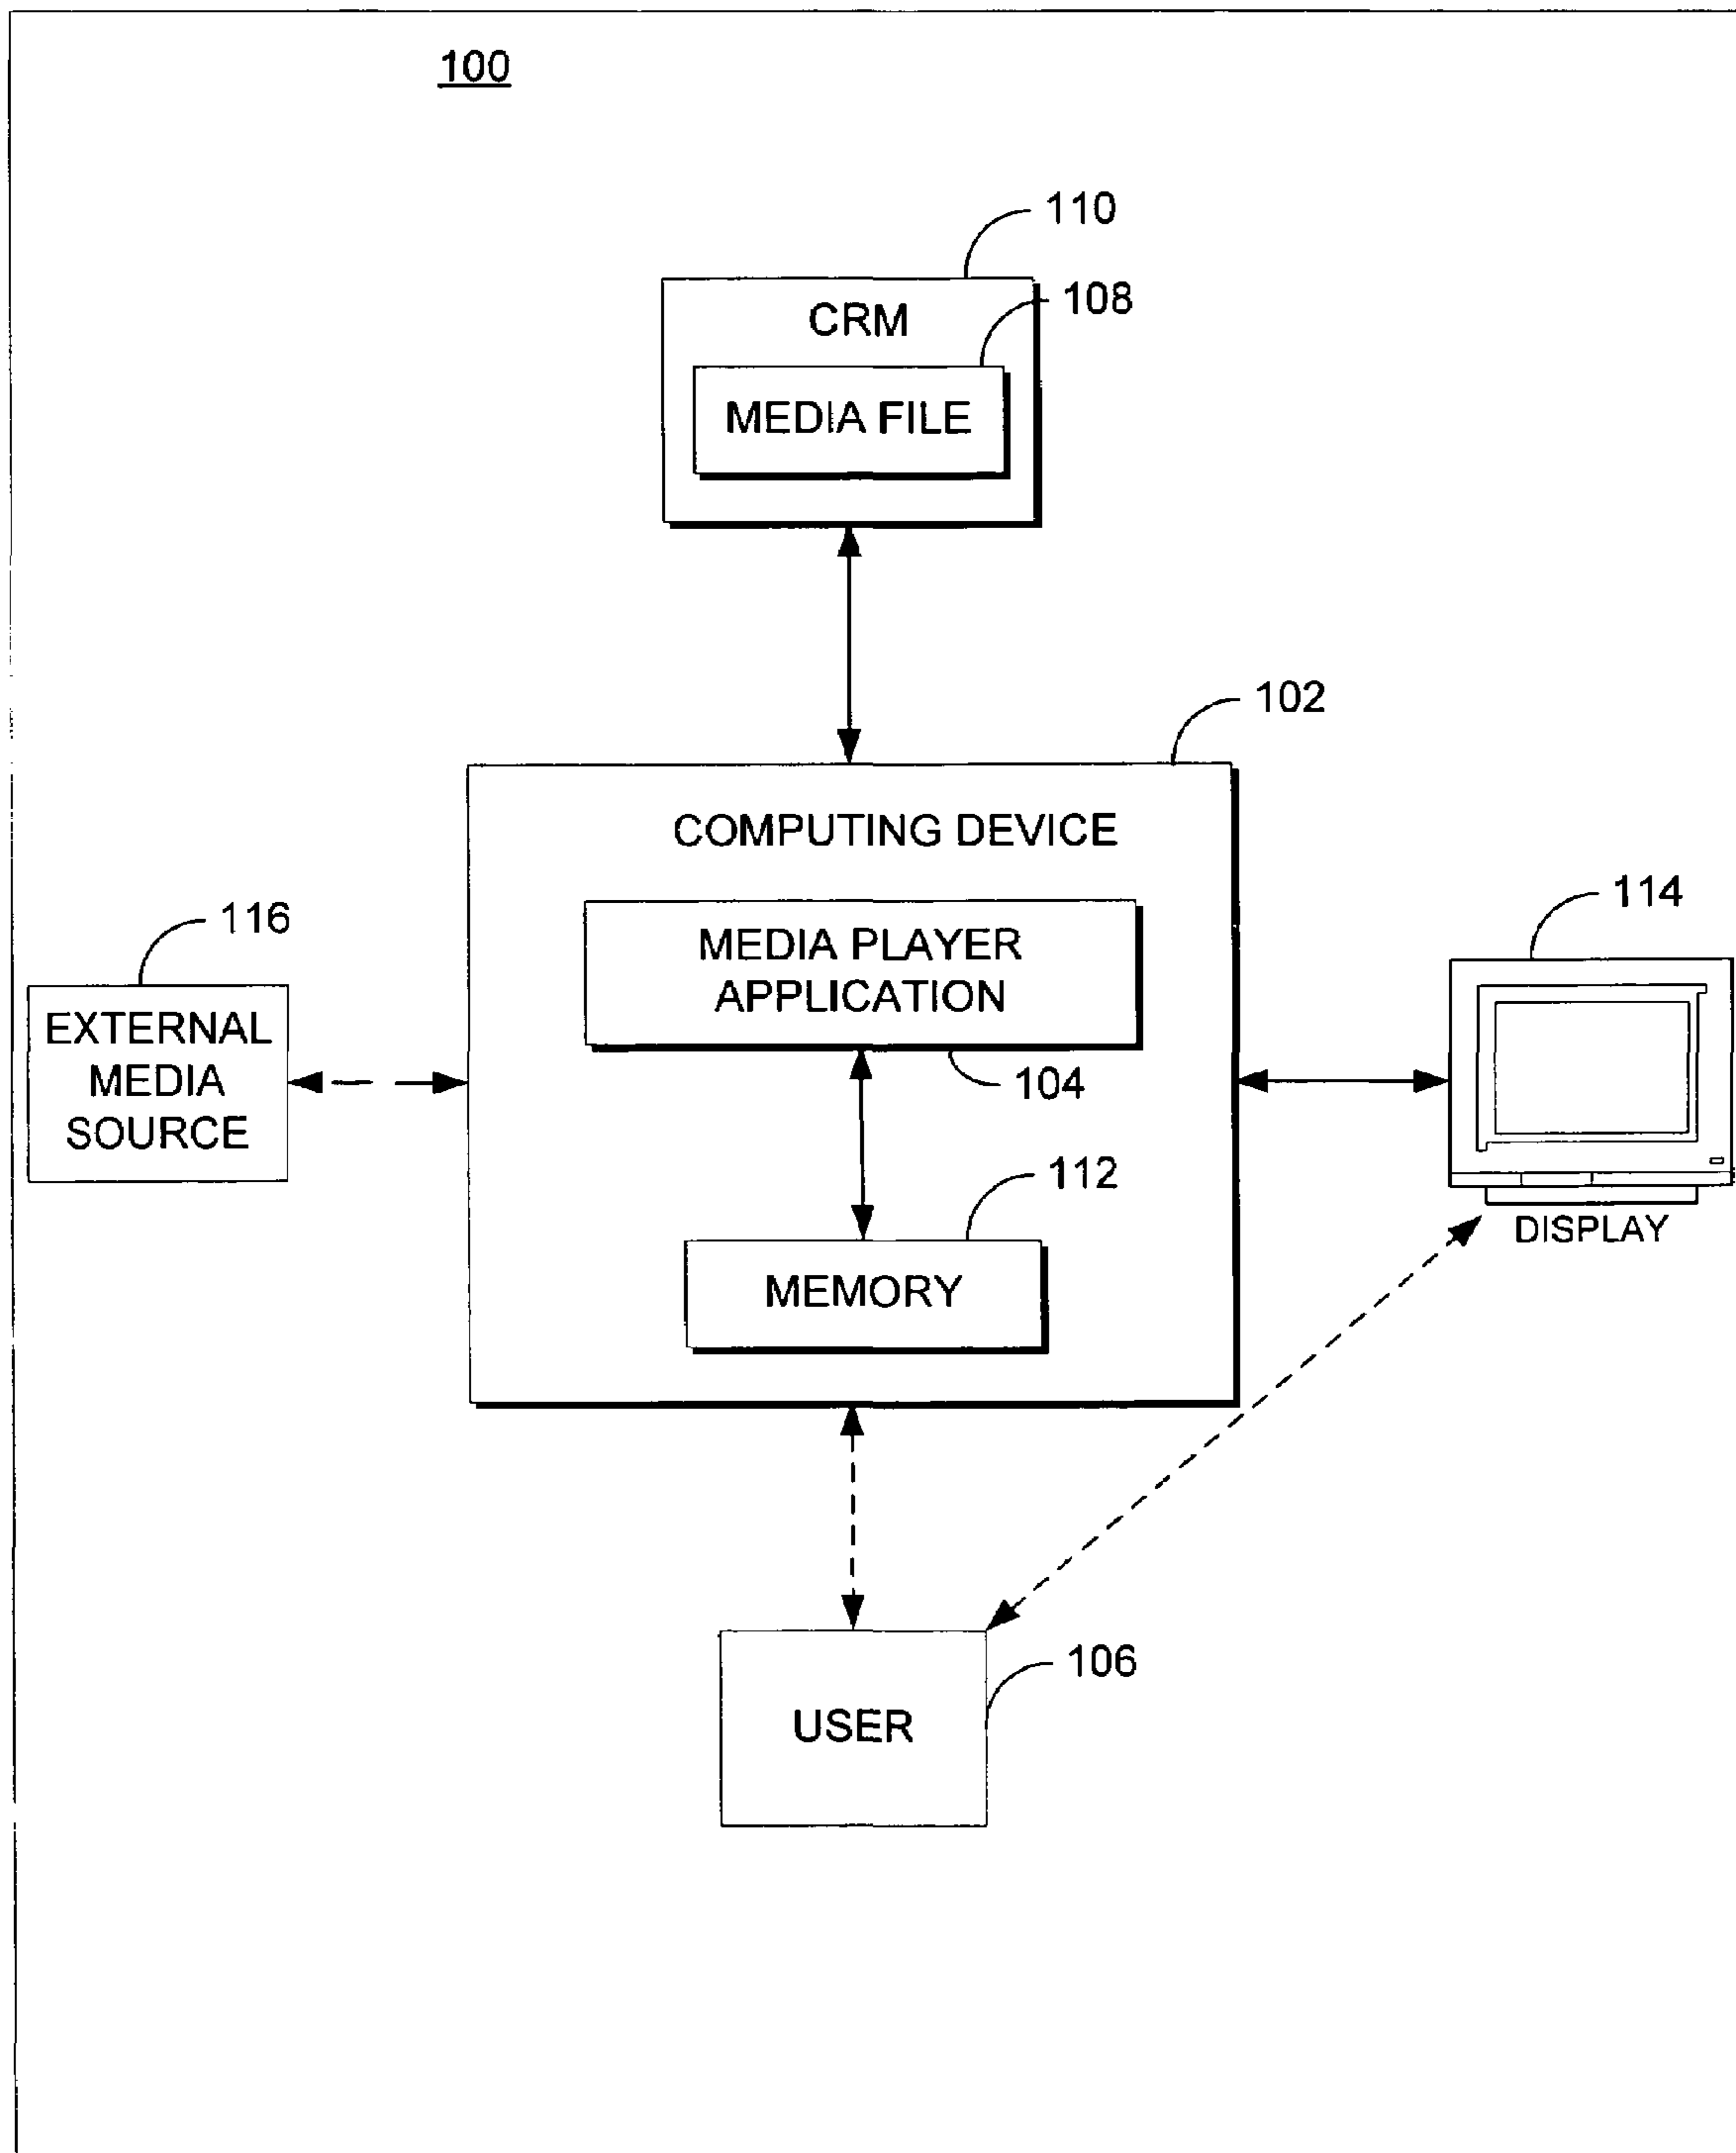 100
110
108
CRM
MEDIA FILE
102
COMPUTING DEVICE
114
116
MEDIA PLAYER
APPLICATION
EXTERNAL
MEDIA
SOURCE
104
112
DISPLAY
MEMORY
106
USER